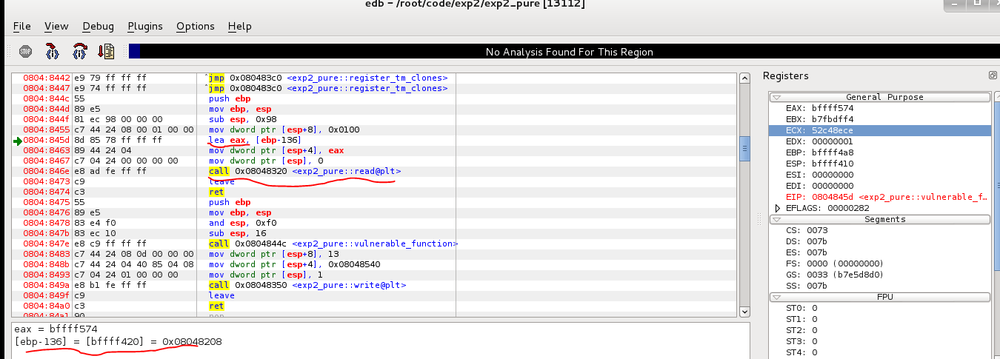 edb - /root/code/exp2/exp2_pure [13112]
File View Debug Plugins Options Help
STOP
No Analysis Found For This Region
0804:8442 e9 79 ff ff ff ^jmp 0x080483c0 <exp2_pure::register_tm_clones>
0804:8447 e9 74 ff ff ff ^jmp 0x080483c0 <exp2_pure::register_tm_clones>
0804:844c 55 push ebp
0804:844d 89 e5 mov ebp, esp
0804:844f 81 ec 98 00 00 00 sub esp, 0x98
0804:8455 c7 44 24 08 00 01 00 00 mov dword ptr [esp+8], 0x0100
0804:845d 8d 85 78 ff ff ff lea eax, [ebp-136]
0804:8463 89 44 24 04 mov dword ptr [esp+4], eax
0804:8467 c7 04 24 00 00 00 00 mov dword ptr [esp], 0
0804:846e e8 ad fe ff ff call 0x08048320 <exp2_pure::read@plt>
0804:8473 c9 leave
0804:8474 c3 ret
0804:8475 55 push ebp
0804:8476 89 e5 mov ebp, esp
0804:8478 83 e4 f0 and esp, 0xf0
0804:847b 83 ec 10 sub esp, 16
0804:847e e8 c9 ff ff ff call 0x0804844c <exp2_pure::vulnerable_function>
0804:8483 c7 44 24 08 0d 00 00 00 mov dword ptr [esp+8], 13
0804:848b c7 44 24 04 40 85 04 08 mov dword ptr [esp+4], 0x08048540
0804:8493 c7 04 24 01 00 00 00 mov dword ptr [esp], 1
0804:849a e8 b1 fe ff ff call 0x08048350 <exp2_pure::write@plt>
0804:849f c9 leave
0804:84a0 c3 ret
0804:84a1 90 nop
eax = bffff574
[ebp-136] = [bffff420] = 0x08048208
Registers
General Purpose
EAX: bffff574
EBX: b7fbdff4
ECX: 52c48ece
EDX: 00000001
EBP: bffff4a8
ESP: bffff410
ESI: 00000000
EDI: 00000000
EIP: 0804845d <exp2_pure::vulnerable_f...
EFLAGS: 00000282
Segments
CS: 0073
DS: 007b
ES: 007b
FS: 0000 (00000000)
GS: 0033 (b7e5d8d0)
SS: 007b
FPU
ST0: 0
ST1: 0
ST2: 0
ST3: 0
ST4: 0